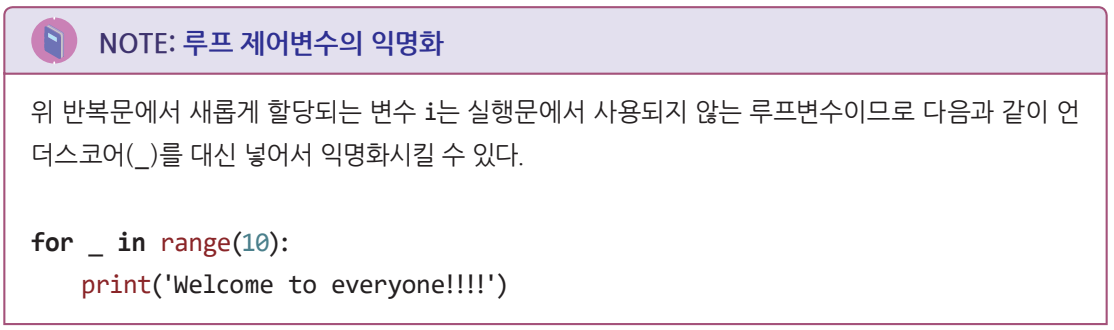 NOTE: 루프 제어변수의 익명화
위 반복문에서 새롭게 할당되는 변수 i는 실행문에서 사용되지 않는 루프변수이므로 다음과 같이 언
더스코어(_)를 대신 넣어서 익명화시킬 수 있다.
for _ in range(10):
    print('Welcome to everyone!!!!')